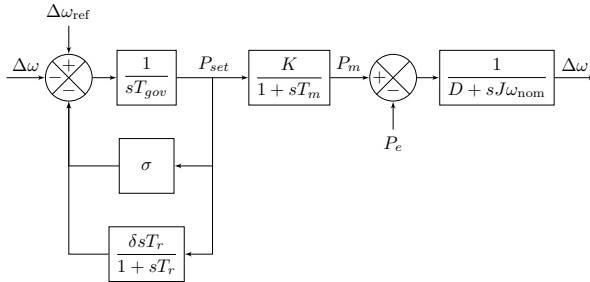 Δω_ref
Δω
+
−
−
1
sT_gov
P_set
K
1 + sT_m
P_m
+
−
1
D + sJω_nom
Δω
P_e
σ
δsT_r
1 + sT_r